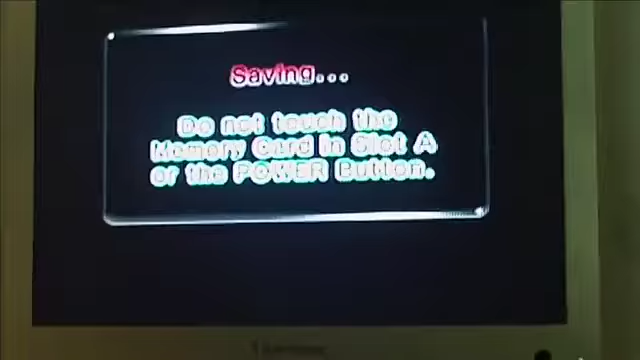 Saving...
Do not touch the
Memory Card in Slot A
or the POWER Button.